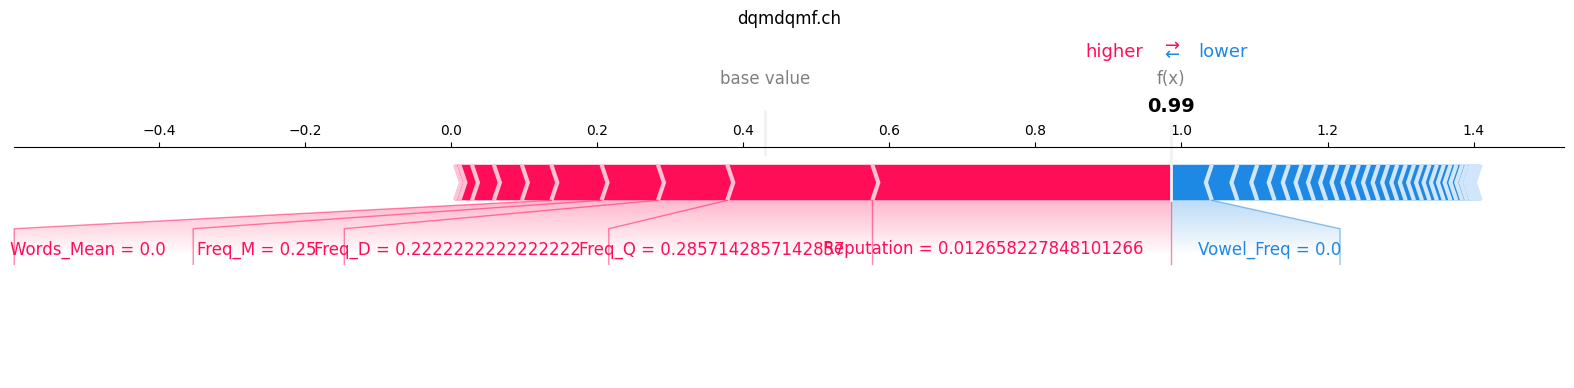 dqmdqmf.ch
higher ⇄ lower
base value f(x)
0.99
−0.4 −0.2 0.0 0.2 0.4 0.6 0.8 1.0 1.2 1.4
Words_Mean = 0.0 Freq_M = 0.25 Freq_D = 0.2222222222222222 Freq_Q = 0.2857142857142857 Reputation = 0.012658227848101266 Vowel_Freq = 0.0